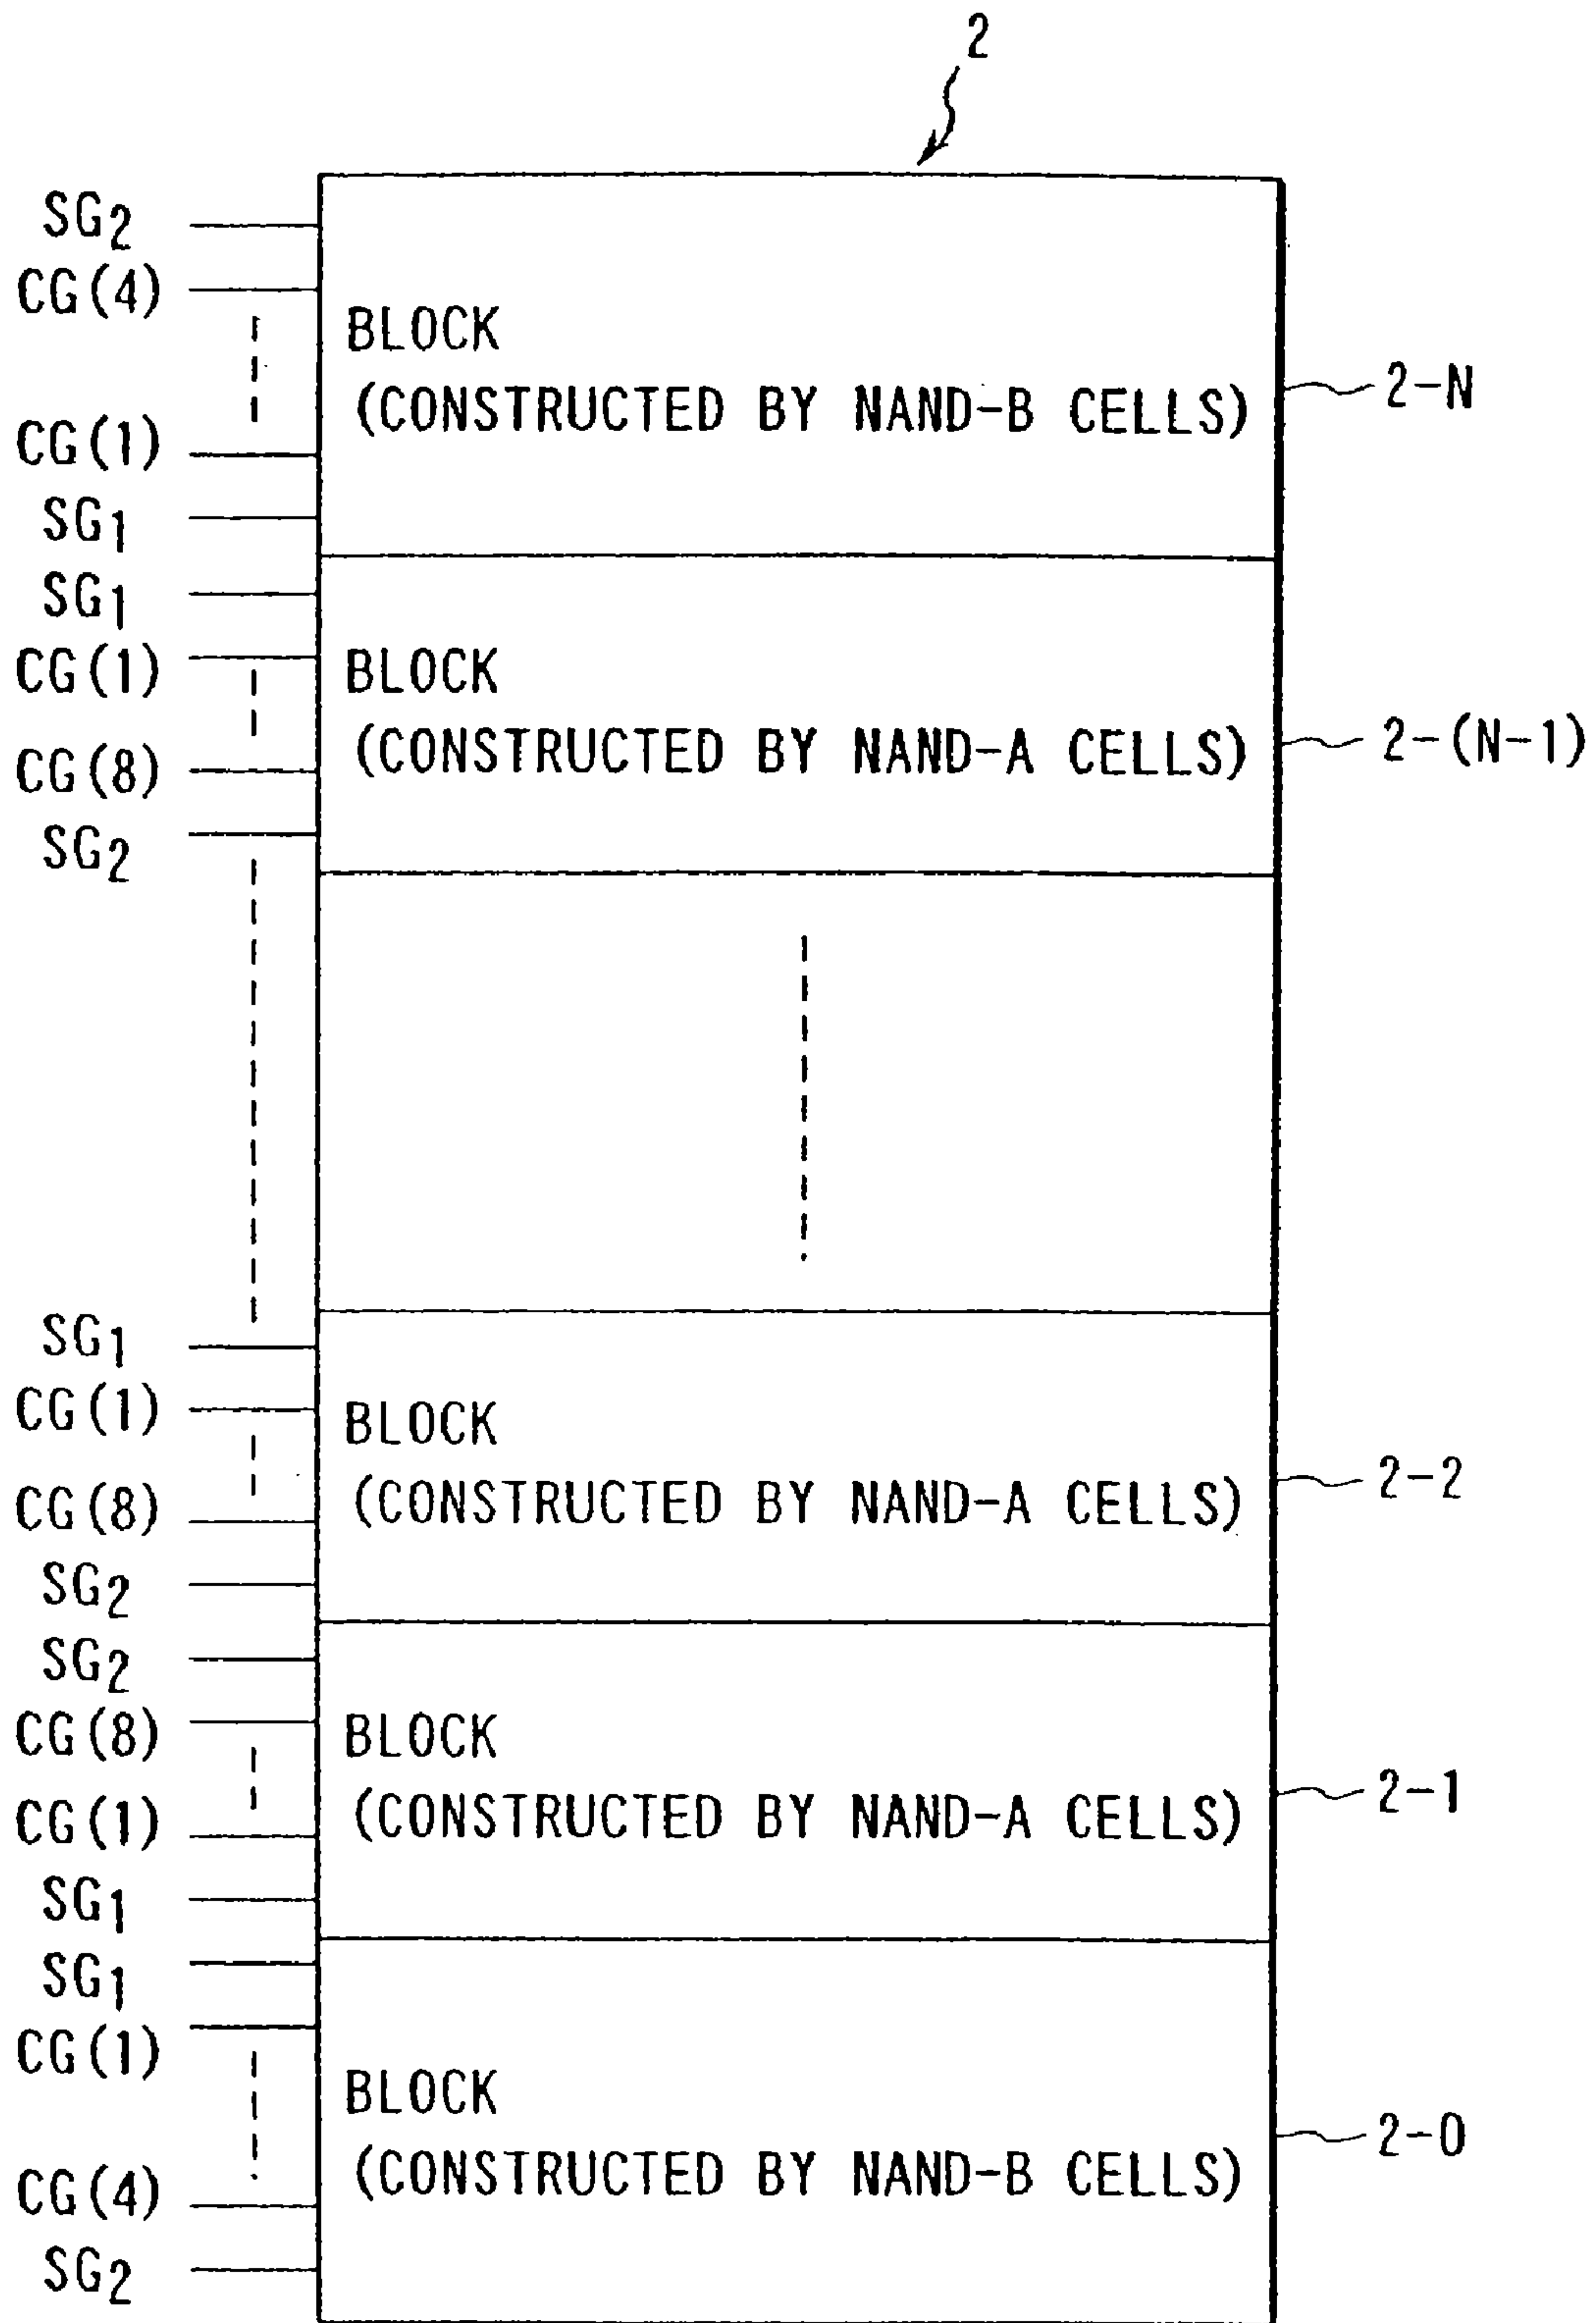 2
SG2
CG(4)
BLOCK
(CONSTRUCTED BY NAND-B CELLS)
2-N
CG(1)
SG1
SG1
CG(1)
BLOCK
(CONSTRUCTED BY NAND-A CELLS)
2-(N-1)
CG(8)
SG2
SG1
CG(1)
BLOCK
(CONSTRUCTED BY NAND-A CELLS)
2-2
CG(8)
SG2
SG2
CG(8)
BLOCK
(CONSTRUCTED BY NAND-A CELLS)
2-1
CG(1)
SG1
SG1
CG(1)
BLOCK
(CONSTRUCTED BY NAND-B CELLS)
2-0
CG(4)
SG2